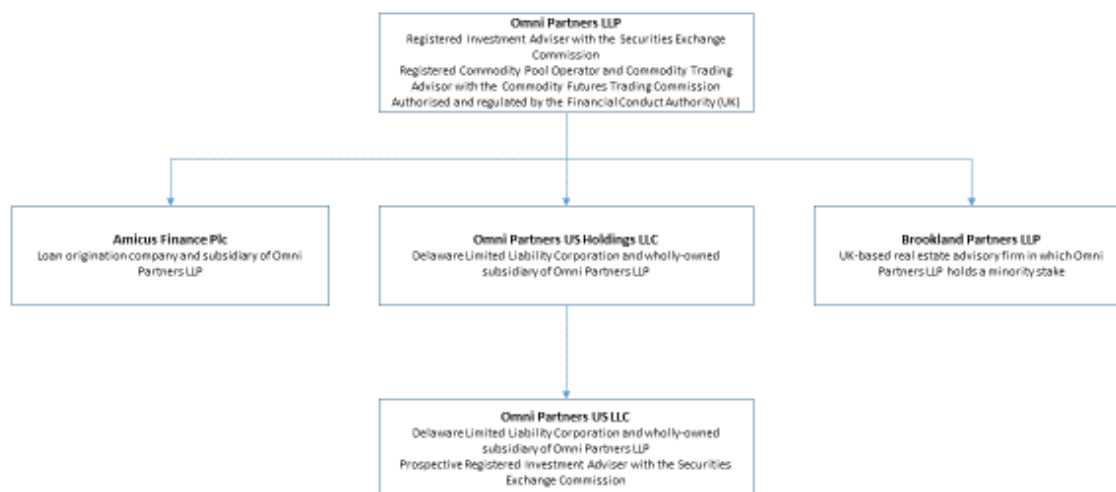 Omni Partners LLP
Registered Investment Adviser with the Securities Exchange
Commission
Registered Commodity Pool Operator and Commodity Trading
Advisor with the Commodity Futures Trading Commission
Authorised and regulated by the Financial Conduct Authority (UK)
Amicus Finance Plc
Loan origination company and subsidiary of Omni
Partners LLP
Omni Partners US Holdings LLC
Delaware Limited Liability Corporation and wholly-owned
subsidiary of Omni Partners LLP
Brookland Partners LLP
UK-based real estate advisory firm in which Omni
Partners LLP holds a minority stake
Omni Partners US LLC
Delaware Limited Liability Corporation and wholly-owned
subsidiary of Omni Partners LLP
Prospective Registered Investment Adviser with the Securities
Exchange Commission